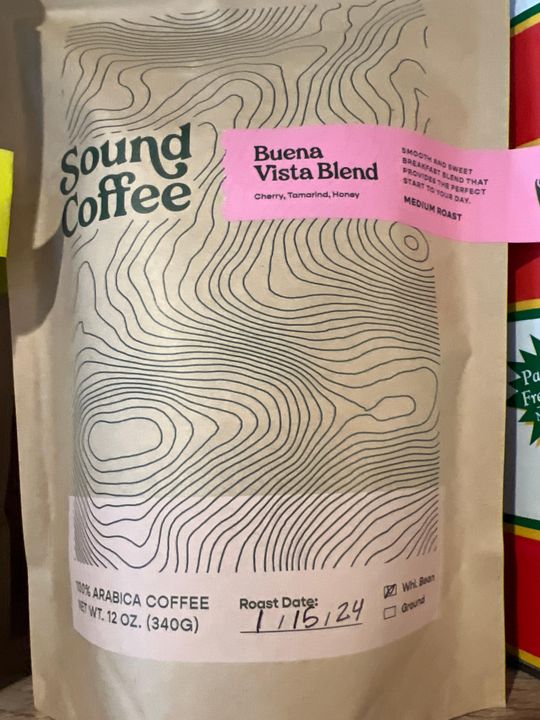 Sound
Coffee
Buena
Vista Blend
Cherry, Tamarind, Honey
SMOOTH AND SWEET
BREAKFAST BLEND THAT
PROVIDES THE PERFECT
START TO YOUR DAY.
MEDIUM ROAST
100% ARABICA COFFEE
NET WT. 12 OZ. (340G)
Roast Date:
1/15/24
Whl. Bean
Ground
Pa
Fre